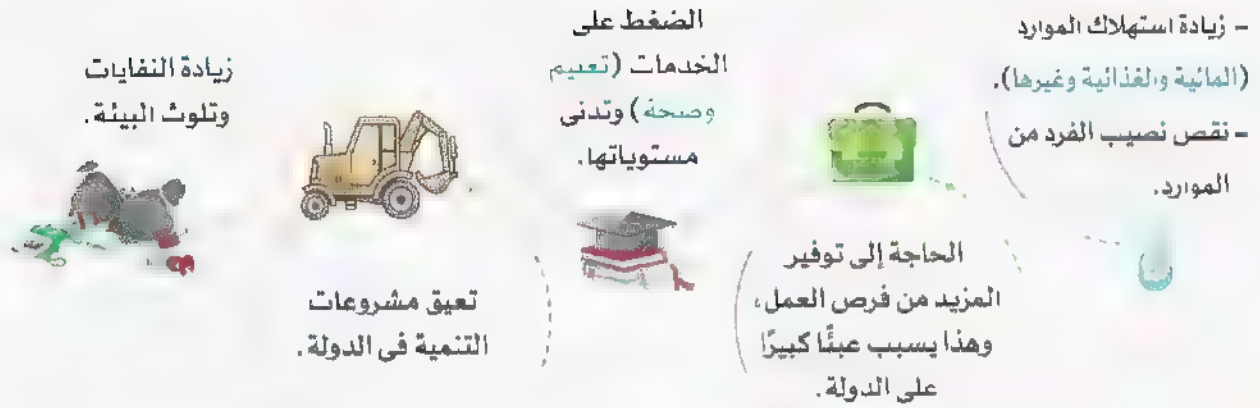 - زيادة استهلاك الموارد
(المائية والغذائية وغيرها).
- نقص نصيب الفرد من
الموارد.
الحاجة إلى توفير
المزيد من فرص العمل،
وهذا يسبب عبئًا كبيرًا
على الدولة.
الضغط على
الخدمات (تعليم
وصحة) وتدنى
مستوياتها.
تعيق مشروعات
التنمية فى الدولة.
زيادة النفايات
وتلوث البيئة.